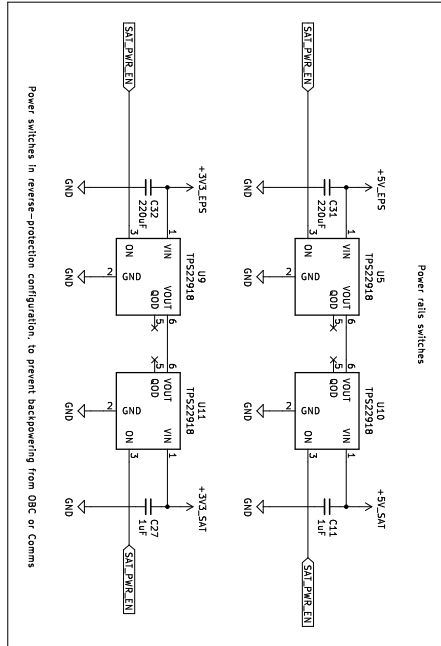 Power rails switches
+5V_EPS
C31
220uF
GND
SAT_PWR_EN
U5
TPS22918
1
VIN
VOUT
6
QOD
5
3
ON
GND
2
GND
U10
TPS22918
6
VOUT
VIN
1
5
QOD
ON
3
GND
2
GND
+5V_SAT
C11
1uF
GND
SAT_PWR_EN
+3V3_EPS
C32
220uF
GND
SAT_PWR_EN
U9
TPS22918
1
VIN
VOUT
6
QOD
5
3
ON
GND
2
GND
U11
TPS22918
6
VOUT
VIN
1
5
QOD
ON
3
GND
2
GND
+3V3_SAT
C27
1uF
GND
SAT_PWR_EN
Power switches in reverse-protection configuration, to prevent backpowering from OBC or Comms